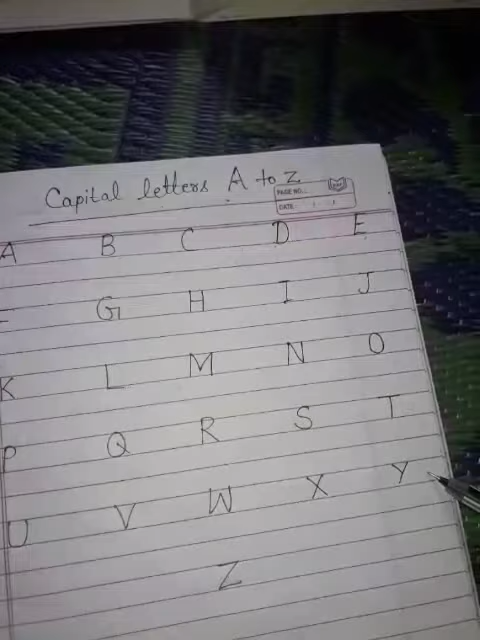 Capital letters A to Z
PAGE NO.:
DATE: / /
A B C D E
G H I J
K L M N O
P Q R S T
U V W X Y
Z